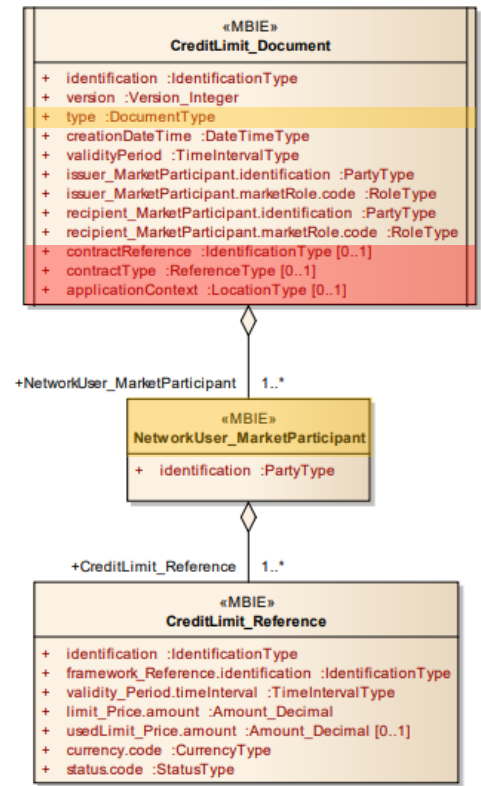 «MBIE»
CreditLimit_Document
+ identification :IdentificationType
+ version :Version_Integer
+ type :DocumentType
+ creationDateTime :DateTimeType
+ validityPeriod :TimeIntervalType
+ issuer_MarketParticipant.identification :PartyType
+ issuer_MarketParticipant.marketRole.code :RoleType
+ recipient_MarketParticipant.identification :PartyType
+ recipient_MarketParticipant.marketRole.code :RoleType
+ contractReference :IdentificationType [0..1]
+ contractType :ReferenceType [0..1]
+ applicationContext :LocationType [0..1]
+NetworkUser_MarketParticipant 1..*
«MBIE»
NetworkUser_MarketParticipant
+ identification :PartyType
+CreditLimit_Reference 1..*
«MBIE»
CreditLimit_Reference
+ identification :IdentificationType
+ framework_Reference.identification :IdentificationType
+ validity_Period.timeInterval :TimeIntervalType
+ limit_Price.amount :Amount_Decimal
+ usedLimit_Price.amount :Amount_Decimal [0..1]
+ currency.code :CurrencyType
+ status.code :StatusType